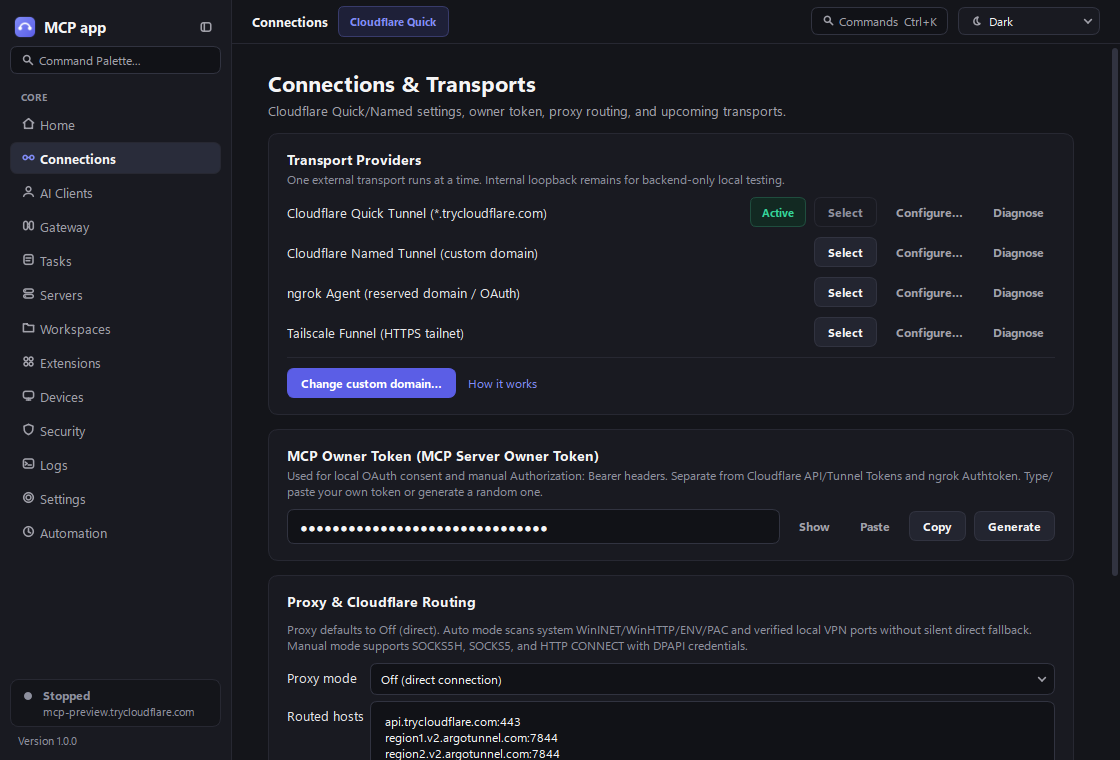 MCP app
Connections
Cloudflare Quick
Commands Ctrl+K
Dark
Command Palette...
CORE
Home
Connections
AI Clients
Gateway
Tasks
Servers
Workspaces
Extensions
Devices
Security
Logs
Settings
Automation
Stopped
mcp-preview.trycloudflare.com
Version 1.0.0
Connections & Transports
Cloudflare Quick/Named settings, owner token, proxy routing, and upcoming transports.
Transport Providers
One external transport runs at a time. Internal loopback remains for backend-only local testing.
Cloudflare Quick Tunnel (*.trycloudflare.com) Active Select Configure... Diagnose
Cloudflare Named Tunnel (custom domain) Select Configure... Diagnose
ngrok Agent (reserved domain / OAuth) Select Configure... Diagnose
Tailscale Funnel (HTTPS tailnet) Select Configure... Diagnose
Change custom domain... How it works
MCP Owner Token (MCP Server Owner Token)
Used for local OAuth consent and manual Authorization: Bearer headers. Separate from Cloudflare API/Tunnel Tokens and ngrok Authtoken. Type/
paste your own token or generate a random one.
Show Paste Copy Generate
Proxy & Cloudflare Routing
Proxy defaults to Off (direct). Auto mode scans system WinINET/WinHTTP/ENV/PAC and verified local VPN ports without silent direct fallback.
Manual mode supports SOCKS5H, SOCKS5, and HTTP CONNECT with DPAPI credentials.
Proxy mode Off (direct connection)
Routed hosts api.trycloudflare.com:443
region1.v2.argotunnel.com:7844
region2.v2.argotunnel.com:7844